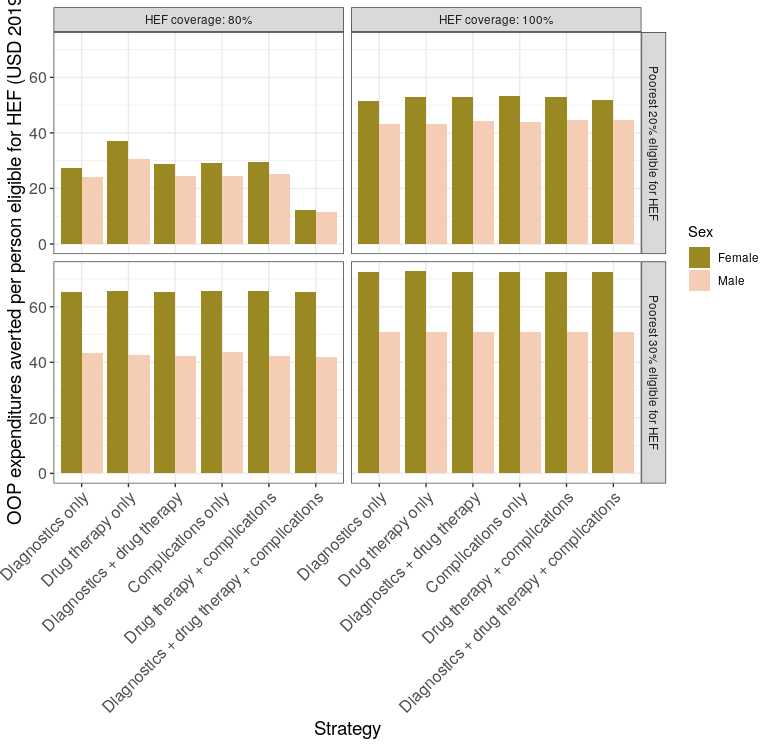 HEF coverage: 80%
HEF coverage: 100%
OOP expenditures averted per person eligible for HEF (USD 2019
60
40
20
0
Poorest 20% eligible for HEF
60
40
20
0
Poorest 30% eligible for HEF
Diagnostics only
Drug therapy only
Diagnostics + drug therapy
Complications only
Drug therapy + complications
Diagnostics + drug therapy + complications
Diagnostics only
Drug therapy only
Diagnostics + drug therapy
Complications only
Drug therapy + complications
Diagnostics + drug therapy + complications
Strategy
Sex
Female
Male